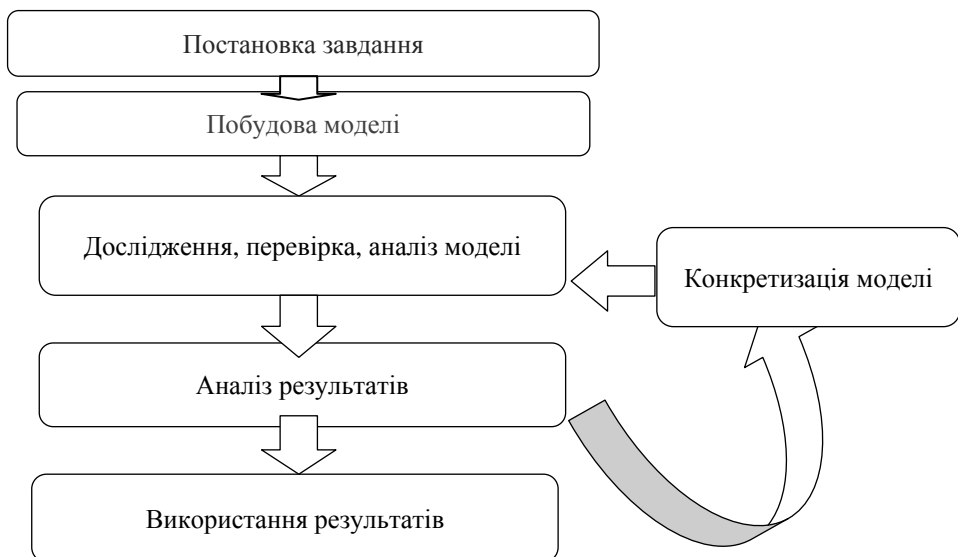 Постановка завдання
Побудова моделі
Дослідження, перевірка, аналіз моделі
Конкретизація моделі
Аналіз результатів
Використання результатів